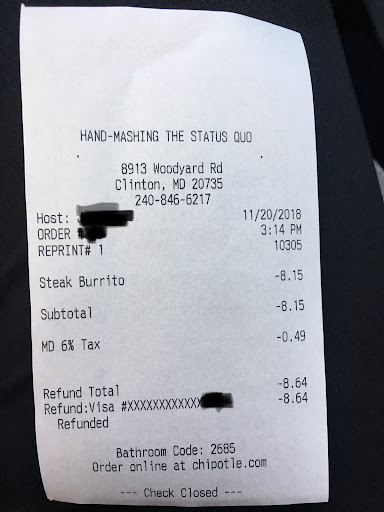 HAND-MASHING THE STATUS QUO
8913 Woodyard Rd
Clinton, MD 20735
240-846-6217
Host: 11/20/2018
ORDER # 3:14 PM
REPRINT# 1 10305
Steak Burrito -8.15
Subtotal -8.15
MD 6% Tax -0.49
Refund Total -8.64
Refund:Visa #XXXXXXXXXXXX -8.64
Refunded
Bathroom Code: 2685
Order online at chipotle.com
--- Check Closed ---